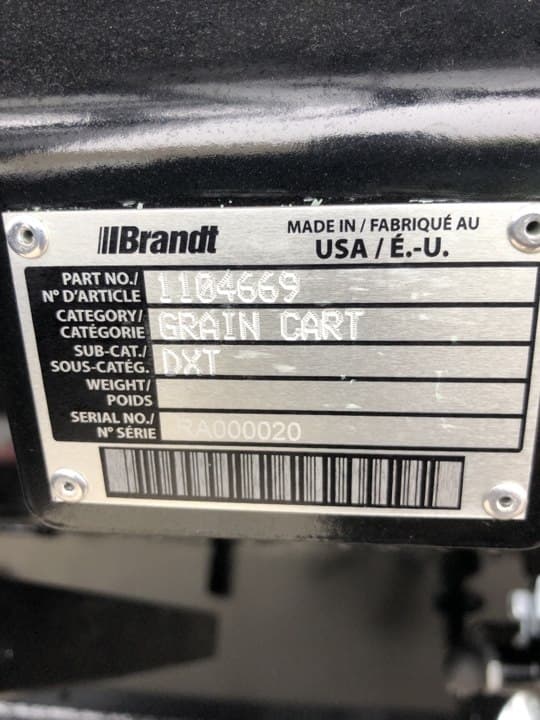 Brandt
MADE IN / FABRIQUÉ AU
USA / É.-U.
PART NO./
N° D'ARTICLE
1104669
CATEGORY/
CATÉGORIE
GRAIN CART
SUB-CAT./
SOUS-CATÉG.
DXT
WEIGHT/
POIDS
SERIAL NO./
N° SÉRIE
RA000020